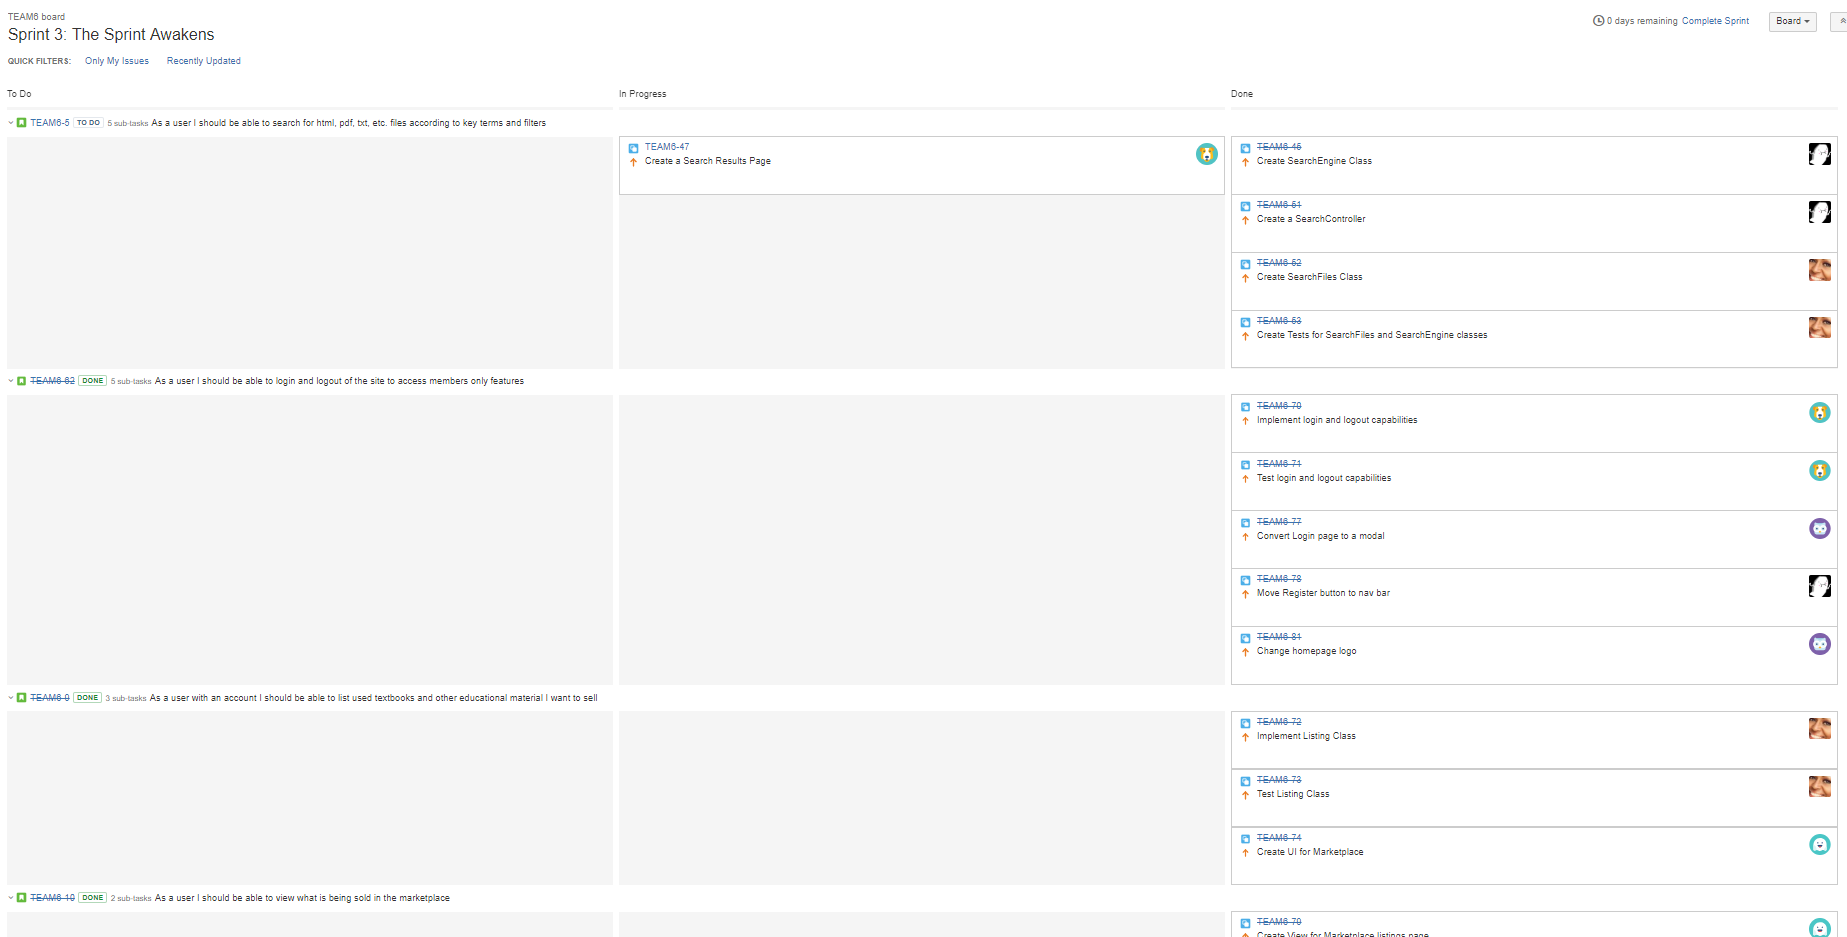 TEAM6 board
Sprint 3: The Sprint Awakens
0 days remaining Complete Sprint Board
QUICK FILTERS: Only My Issues Recently Updated
To Do In Progress Done
TEAM6-5 TO DO 5 sub-tasks As a user I should be able to search for html, pdf, txt, etc. files according to key terms and filters
TEAM6-47
Create a Search Results Page
TEAM6-45
Create SearchEngine Class
TEAM6-51
Create a SearchController
TEAM6-52
Create SearchFiles Class
TEAM6-53
Create Tests for SearchFiles and SearchEngine classes
TEAM6-62 DONE 5 sub-tasks As a user I should be able to login and logout of the site to access members only features
TEAM6-70
Implement login and logout capabilities
TEAM6-71
Test login and logout capabilities
TEAM6-77
Convert Login page to a modal
TEAM6-78
Move Register button to nav bar
TEAM6-81
Change homepage logo
TEAM6-9 DONE 3 sub-tasks As a user with an account I should be able to list used textbooks and other educational material I want to sell
TEAM6-72
Implement Listing Class
TEAM6-73
Test Listing Class
TEAM6-74
Create UI for Marketplace
TEAM6-10 DONE 2 sub-tasks As a user I should be able to view what is being sold in the marketplace
TEAM6-79
Create View for Marketplace listings page